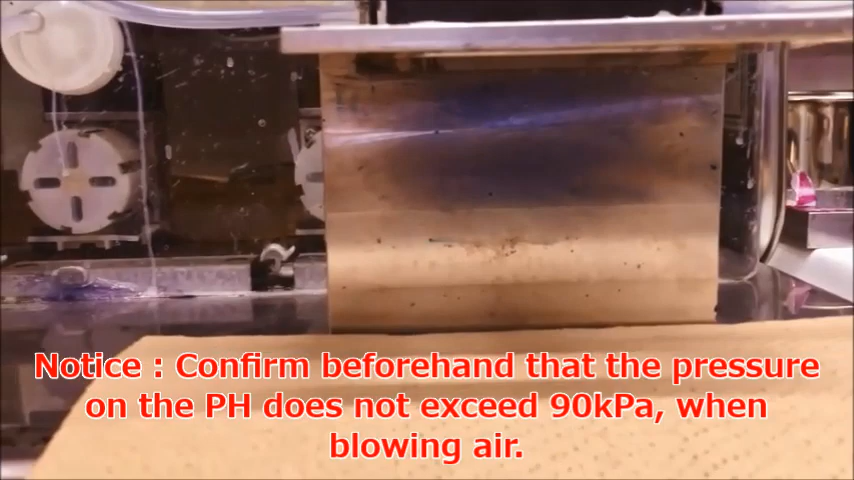 Notice : Confirm beforehand that the pressure
on the PH does not exceed 90kPa, when
blowing air.